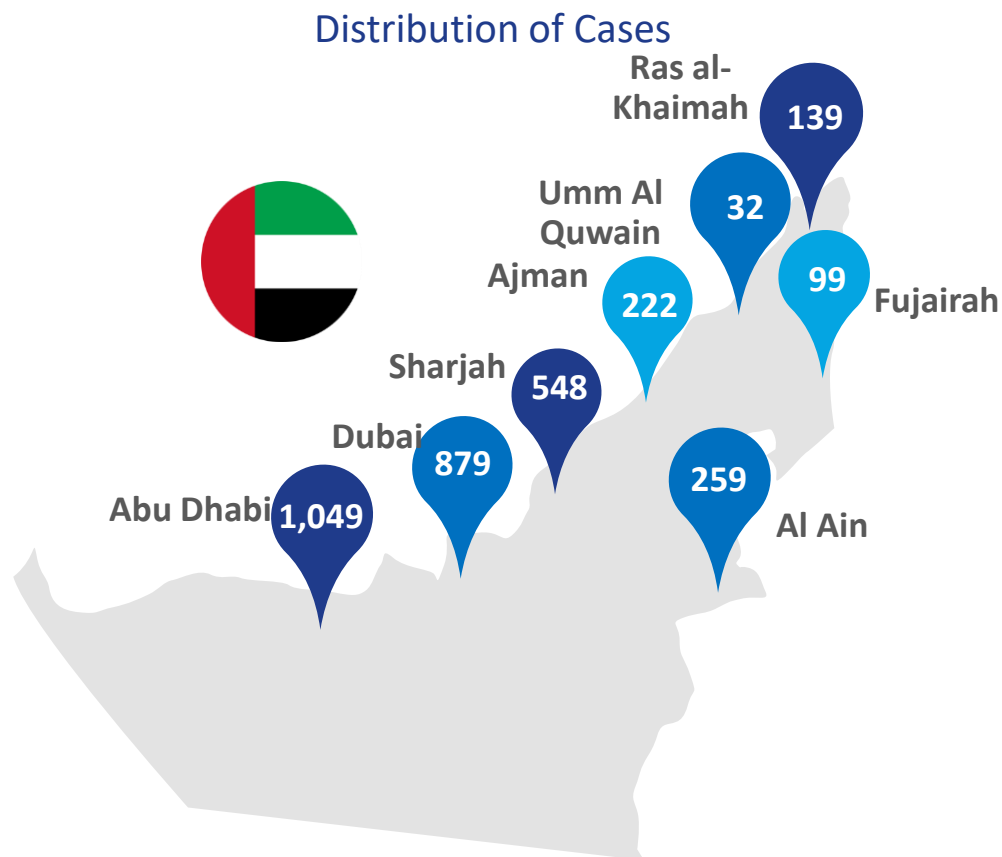 Distribution of Cases
Ras al-
Khaimah
139
Umm Al
Quwain
32
Ajman
222
99
Fujairah
Sharjah
548
Dubai
879
259
Al Ain
Abu Dhabi
1,049